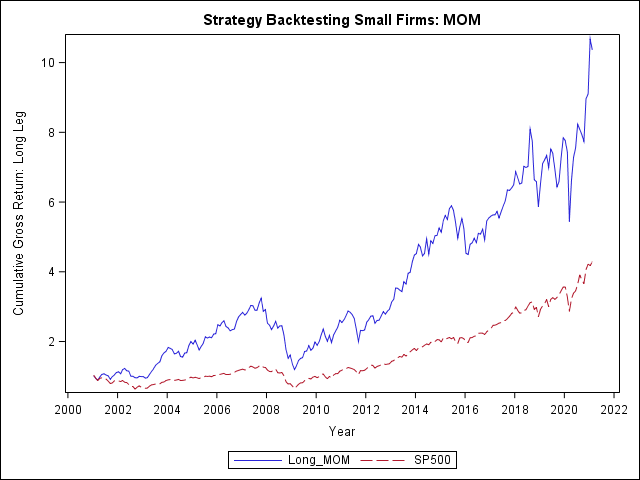 Strategy Backtesting Small Firms: MOM
Cumulative Gross Return: Long Leg
10
8
6
4
2
2000 2002 2004 2006 2008 2010 2012 2014 2016 2018 2020 2022
Year
Long_MOM SP500